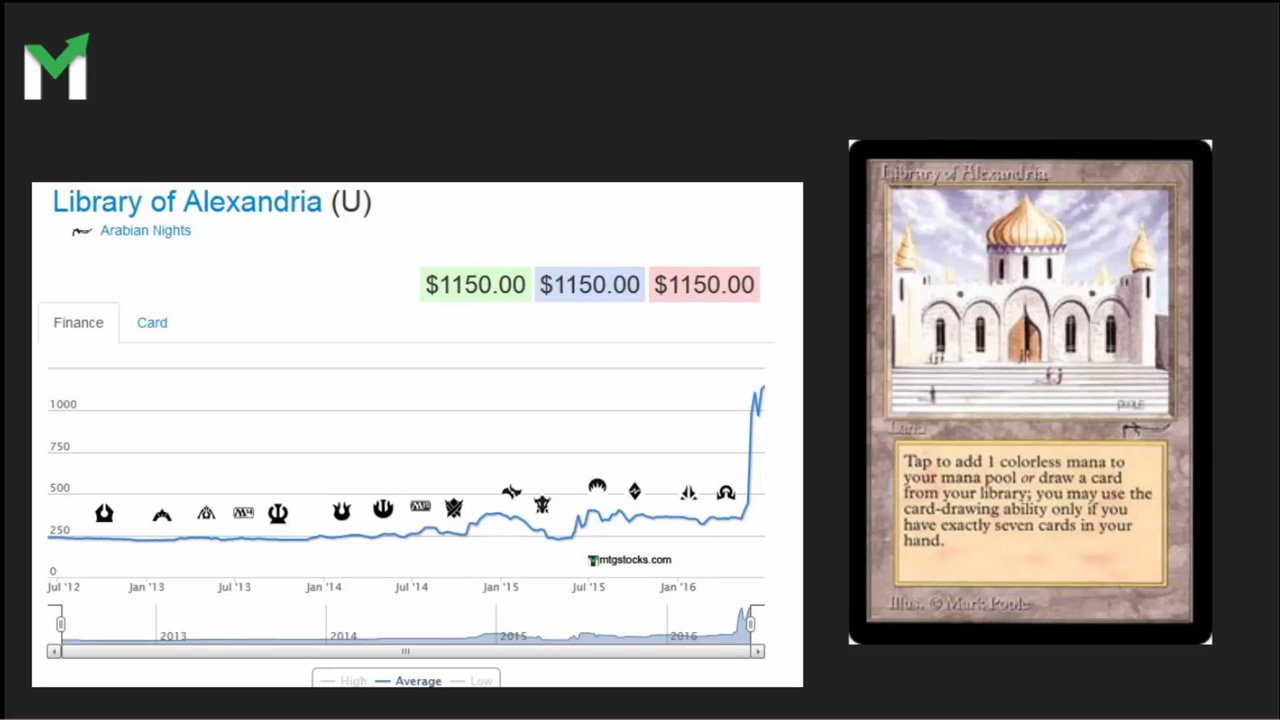 Library of Alexandria (U)
Arabian Nights
$1150.00 $1150.00 $1150.00
Finance Card
1000
750
500
250
0
mtgstocks.com
Jul '12 Jan '13 Jul '13 Jan '14 Jul '14 Jan '15 Jul '15 Jan '16
2013 2014 2015 2016
High Average Low
Library of Alexandria
POOLE
Land
Tap to add 1 colorless mana to
your mana pool or draw a card
from your library; you may use the
card-drawing ability only if you
have exactly seven cards in your
hand.
Illus. © Mark Poole